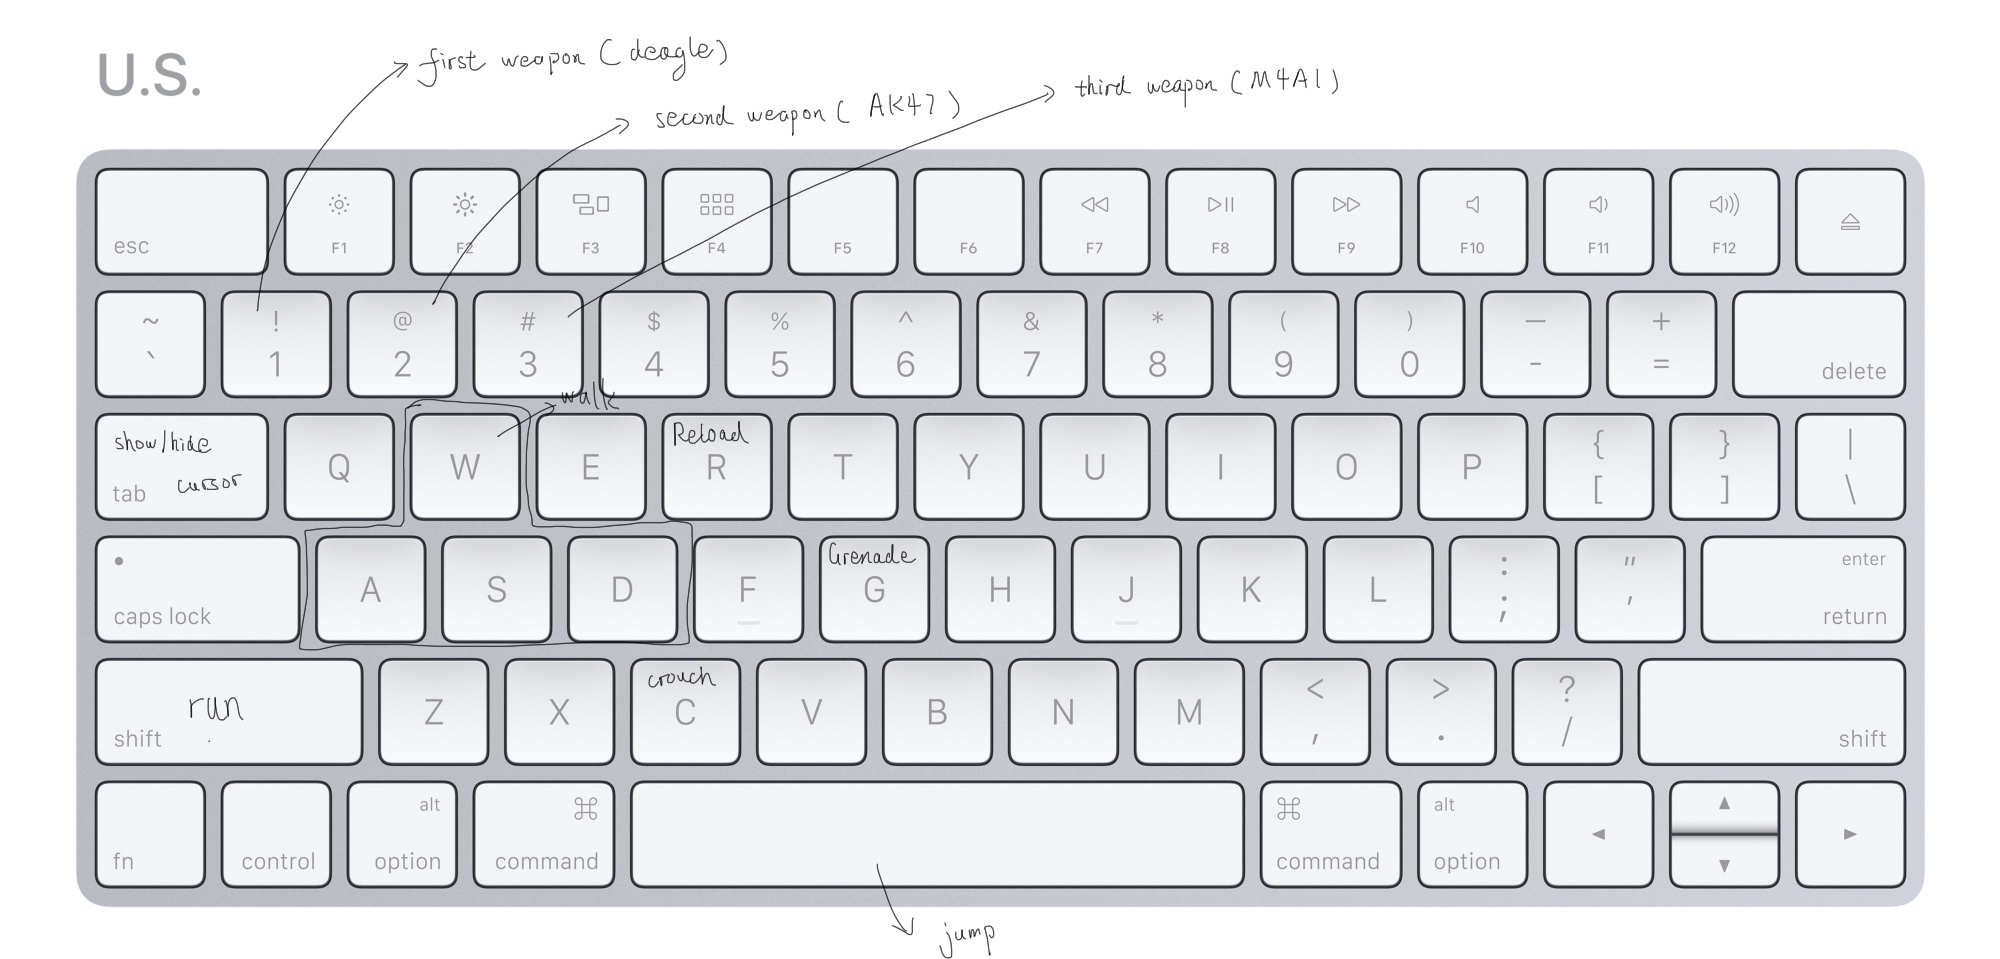 U.S.
first weapon (deagle)
second weapon (AK47)
third weapon (M4A1)
esc F1 F2 F3 F4 F5 F6 F7 F8 F9 F10 F11 F12
~ ! @ # $ % ^ & * ( ) — +
` 1 2 3 4 5 6 7 8 9 0 - = delete
walk
show/hide Reload { } |
tab cursor Q W E R T Y U I O P [ ] \
Grenade : " enter
caps lock A S D F G H J K L ; ' return
run crouch < > ?
shift Z X C V B N M , . / shift
alt ⌘ ⌘ alt ▲
fn control option command command option ◄ ▼ ►
jump